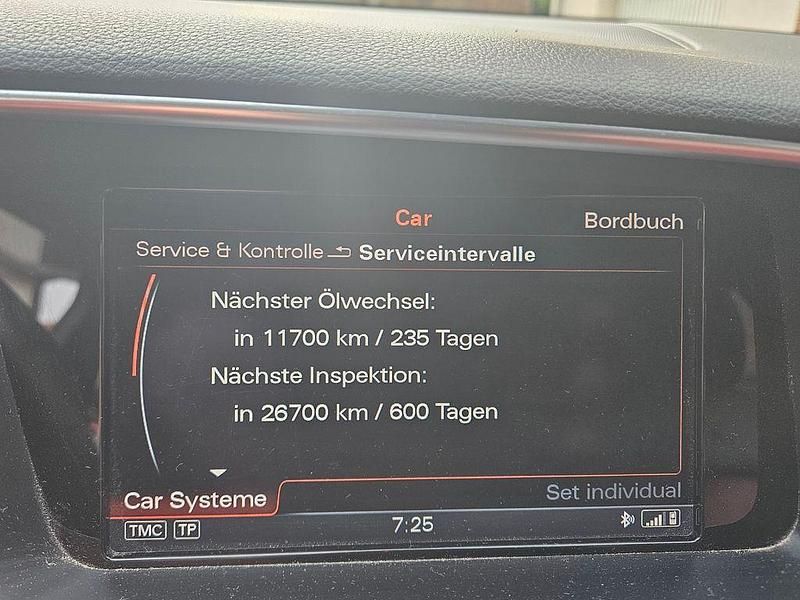 Car
Bordbuch
Service & Kontrolle Serviceintervalle
Nächster Ölwechsel:
in 11700 km / 235 Tagen
Nächste Inspektion:
in 26700 km / 600 Tagen
Car Systeme
Set individual
TMC TP
7:25